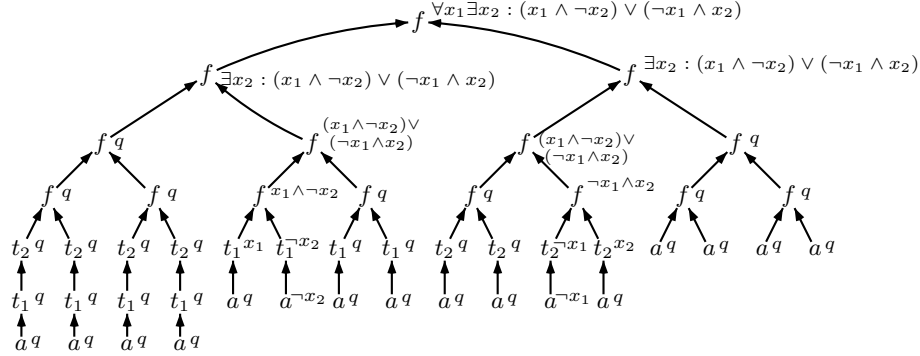 f ∀x₁∃x₂ : (x₁ ∧ ¬x₂) ∨ (¬x₁ ∧ x₂)
f ∃x₂ : (x₁ ∧ ¬x₂) ∨ (¬x₁ ∧ x₂) f ∃x₂ : (x₁ ∧ ¬x₂) ∨ (¬x₁ ∧ x₂)
f q f (x₁∧¬x₂)∨ f (x₁∧¬x₂)∨ f q
(¬x₁∧x₂) (¬x₁∧x₂)
f q f q f x₁∧¬x₂ f q f q f ¬x₁∧x₂ f q f q
t₂ q t₂ q t₂ q t₂ q t₁ x₁ t₁ ¬x₂ t₁ q t₁ q t₂ q t₂ q t₂ ¬x₁ t₂ x₂ a q a q a q a q
t₁ q t₁ q t₁ q t₁ q a q a ¬x₂ a q a q a q a q a ¬x₁ a q
a q a q a q a q